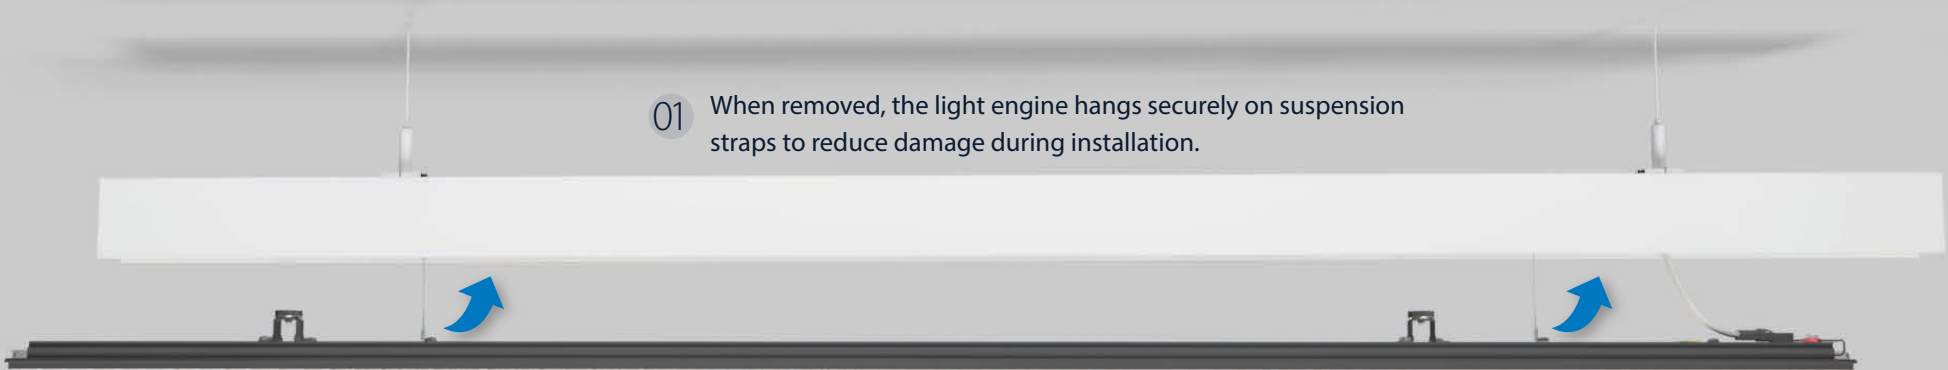 01 When removed, the light engine hangs securely on suspension
straps to reduce damage during installation.